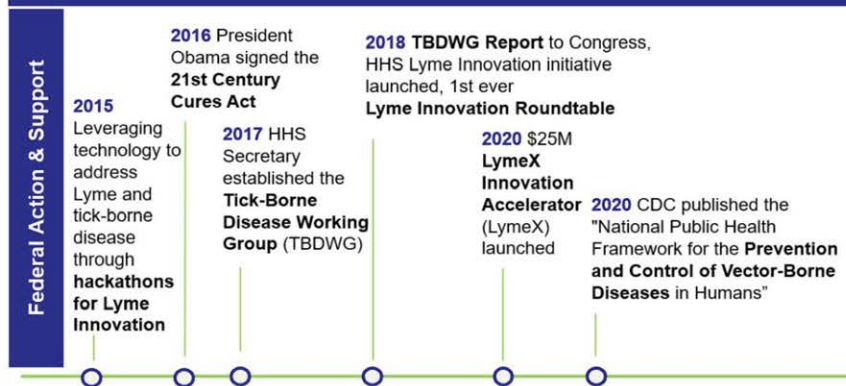 Federal Action & Support
2015
Leveraging
technology to
address
Lyme and
tick-borne
disease
through
hackathons
for Lyme
Innovation
2016 President
Obama signed the
21st Century
Cures Act
2017 HHS
Secretary
established the
Tick-Borne
Disease Working
Group (TBDWG)
2018 TBDWG Report to Congress,
HHS Lyme Innovation initiative
launched, 1st ever
Lyme Innovation Roundtable
2020 $25M
LymeX
Innovation
Accelerator
(LymeX)
launched
2020 CDC published the
"National Public Health
Framework for the Prevention
and Control of Vector-Borne
Diseases in Humans”